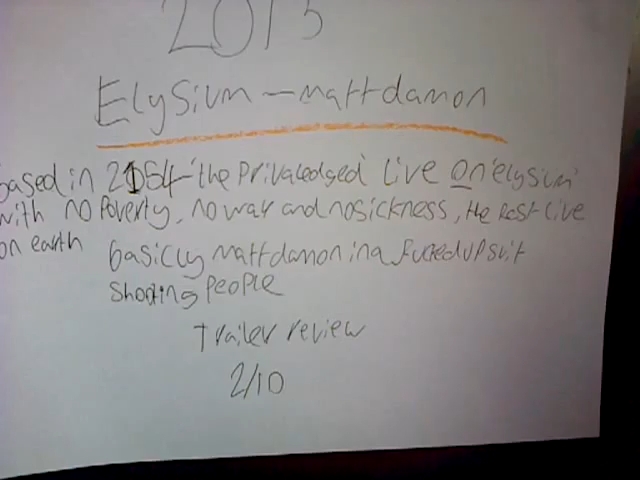 2013
Elysium - matt damon
based in 2154 - 'the privaledged' live on 'elysium'
with no poverty, no war and no sickness, the rest live
on earth
basicly matt damon in a fucked up suit
shooting people
trailer review
2/10